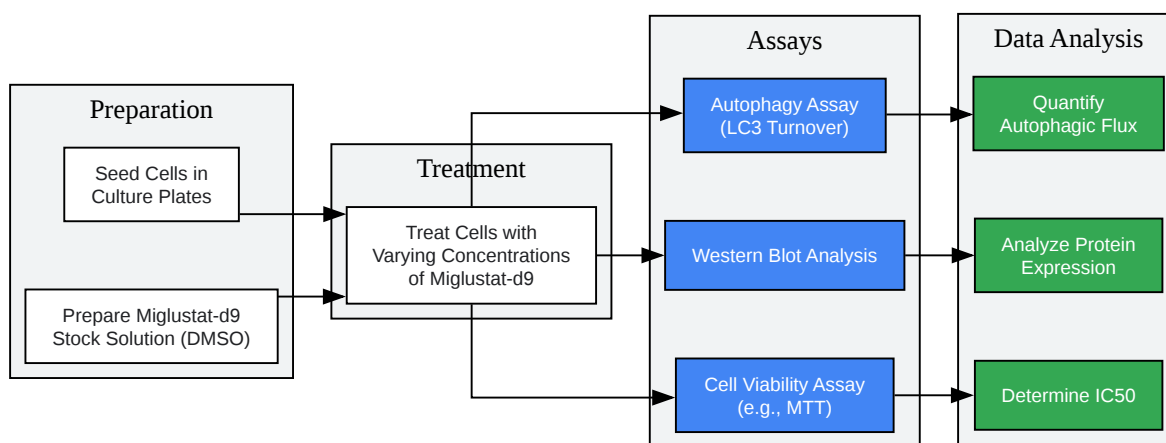 Preparation
Seed Cells in
Culture Plates
Prepare Miglustat-d9
Stock Solution (DMSO)
Treatment
Treat Cells with
Varying Concentrations
of Miglustat-d9
Assays
Autophagy Assay
(LC3 Turnover)
Western Blot Analysis
Cell Viability Assay
(e.g., MTT)
Data Analysis
Quantify
Autophagic Flux
Analyze Protein
Expression
Determine IC50